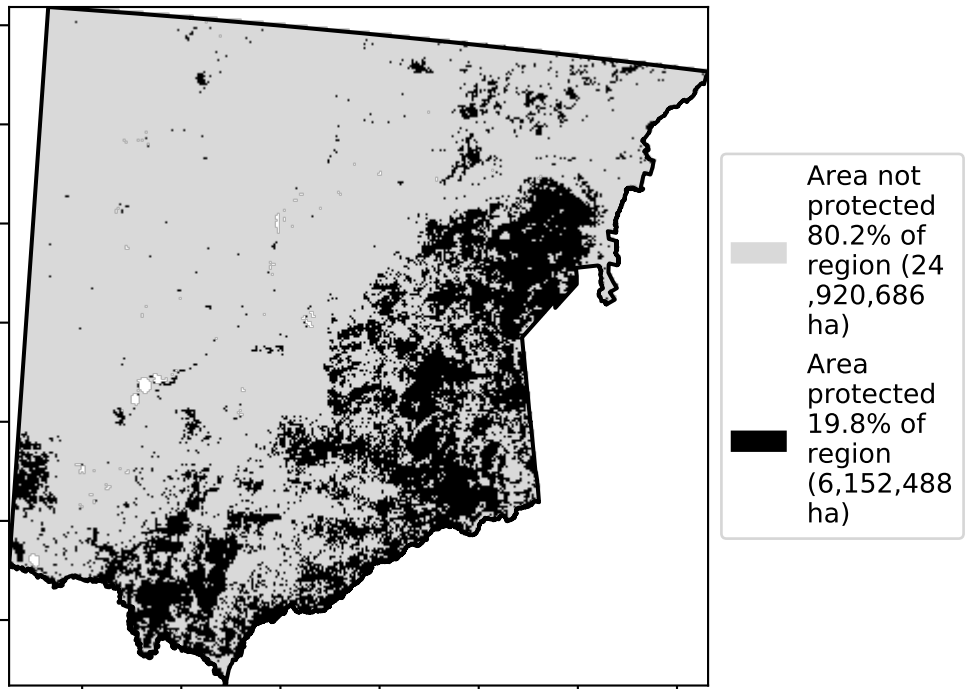 Area not
protected
80.2% of
region (24
,920,686
ha)
Area
protected
19.8% of
region
(6,152,488
ha)